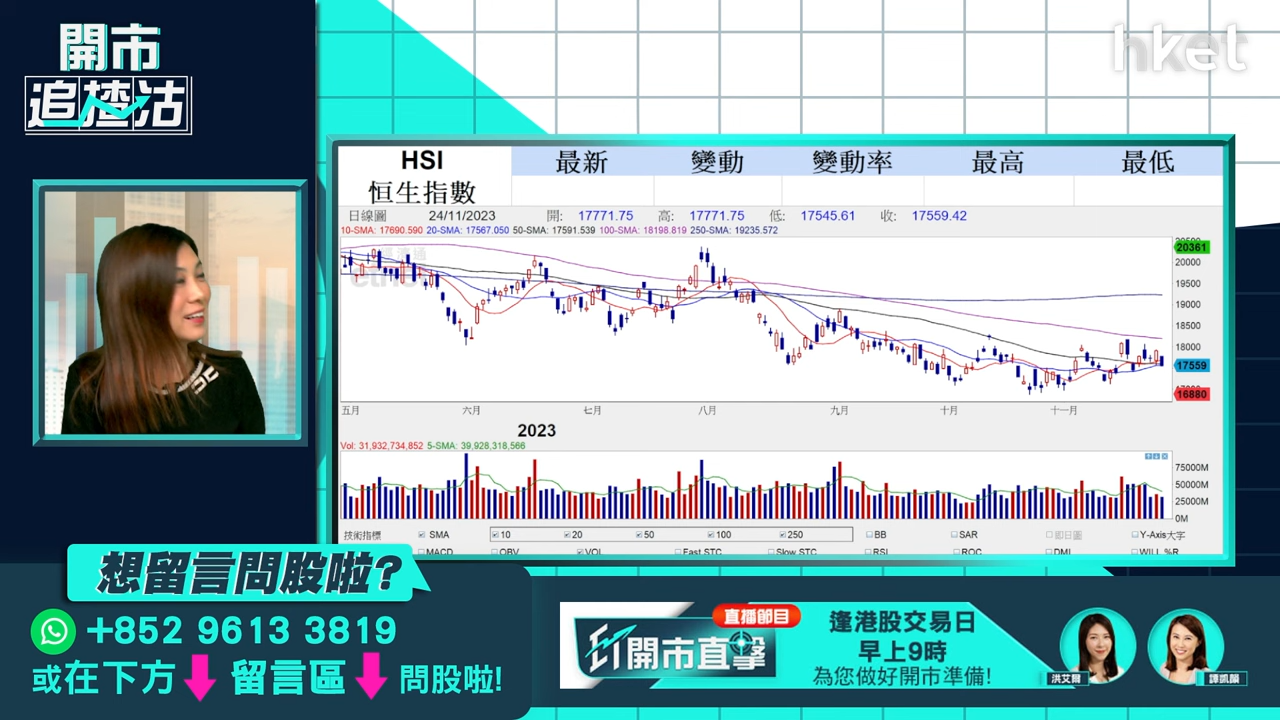 開市
追揸沽
hket
HSI
恒生指數
最新 變動 變動率 最高 最低
日線圖 24/11/2023 開: 17771.75 高: 17771.75 低: 17545.61 收: 17559.42
10-SMA: 17690.590 20-SMA: 17567.050 50-SMA: 17591.539 100-SMA: 18198.819 250-SMA: 19235.572
20361
20000
19500
19000
18500
18000
17559
16880
五月 六月 七月 八月 九月 十月 十一月
2023
Vol: 31,932,734,852 5-SMA: 39,928,318,566
75000M
50000M
25000M
0M
技術指標 SMA 10 20 50 100 250 BB SAR 即日圖 Y-Axis大字
MACD OBV VOL Fast STC Slow STC RSI ROC DMI WILL %R
想留言問股啦?
+852 9613 3819
或在下方 留言區 問股啦!
直播節目
開市直擊
逢港股交易日
早上9時
為您做好開市準備!
洪艾爾
譚凱韻